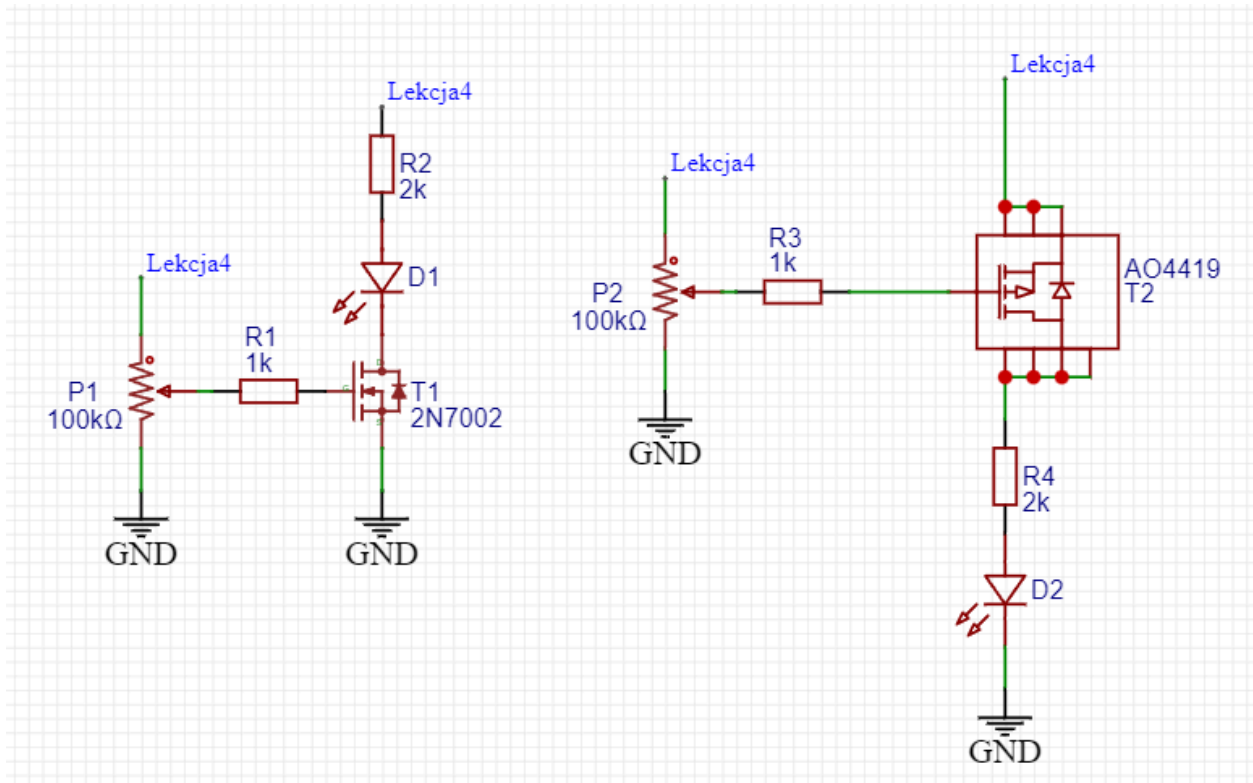 Lekcja4
R2
2k
D1
Lekcja4
R1
1k
P1
100kΩ
G
D
S
T1
2N7002
GND
GND
Lekcja4
Lekcja4
R3
1k
P2
100kΩ
AO4419
T2
GND
R4
2k
D2
GND